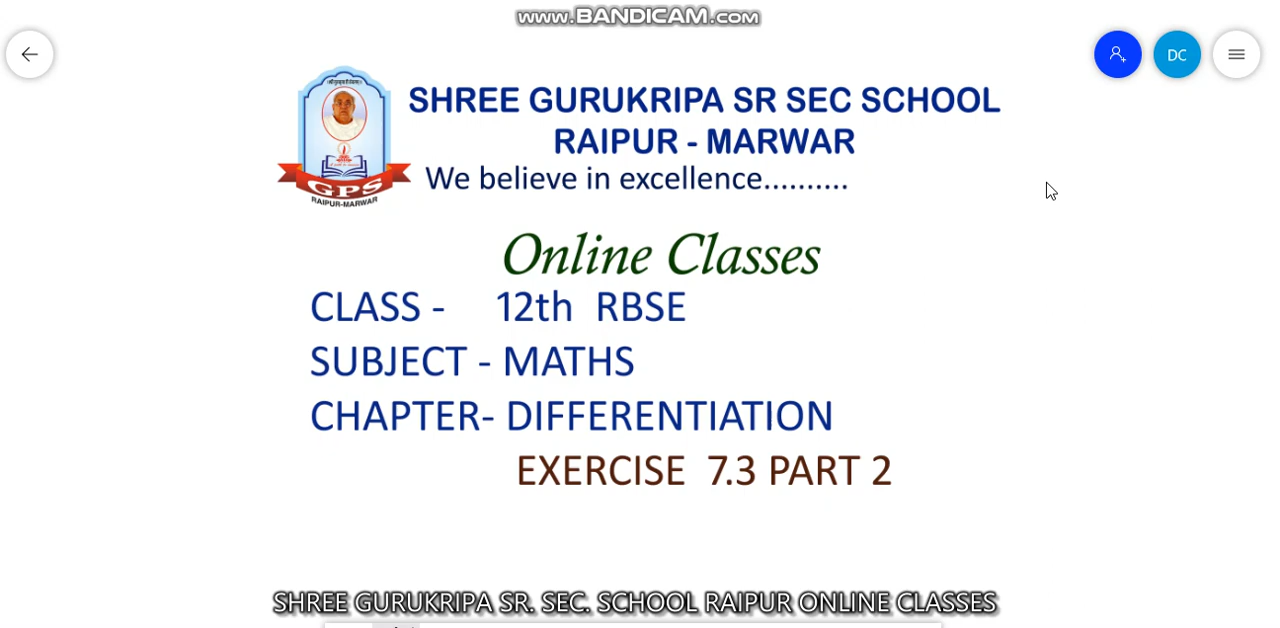 www.BANDICAM.com
DC
SHREE GURUKRIPA SR SEC SCHOOL
RAIPUR - MARWAR
We believe in excellence..........
GPS
RAIPUR-MARWAR
Online Classes
CLASS - 12th RBSE
SUBJECT - MATHS
CHAPTER- DIFFERENTIATION
EXERCISE 7.3 PART 2
SHREE GURUKRIPA SR. SEC. SCHOOL RAIPUR ONLINE CLASSES